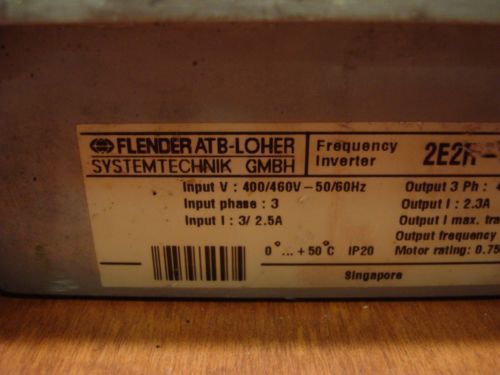 FLENDER ATB-LOHER
SYSTEMTECHNIK GMBH
Frequency
Inverter
Input V : 400/460V – 50/60Hz
Input phase : 3
Input I : 3/ 2.5A
Output 3 Ph :
Output I : 2.3A
Output I max.
Output frequency
Motor rating: 0.75
0°... +50°C IP20
Singapore